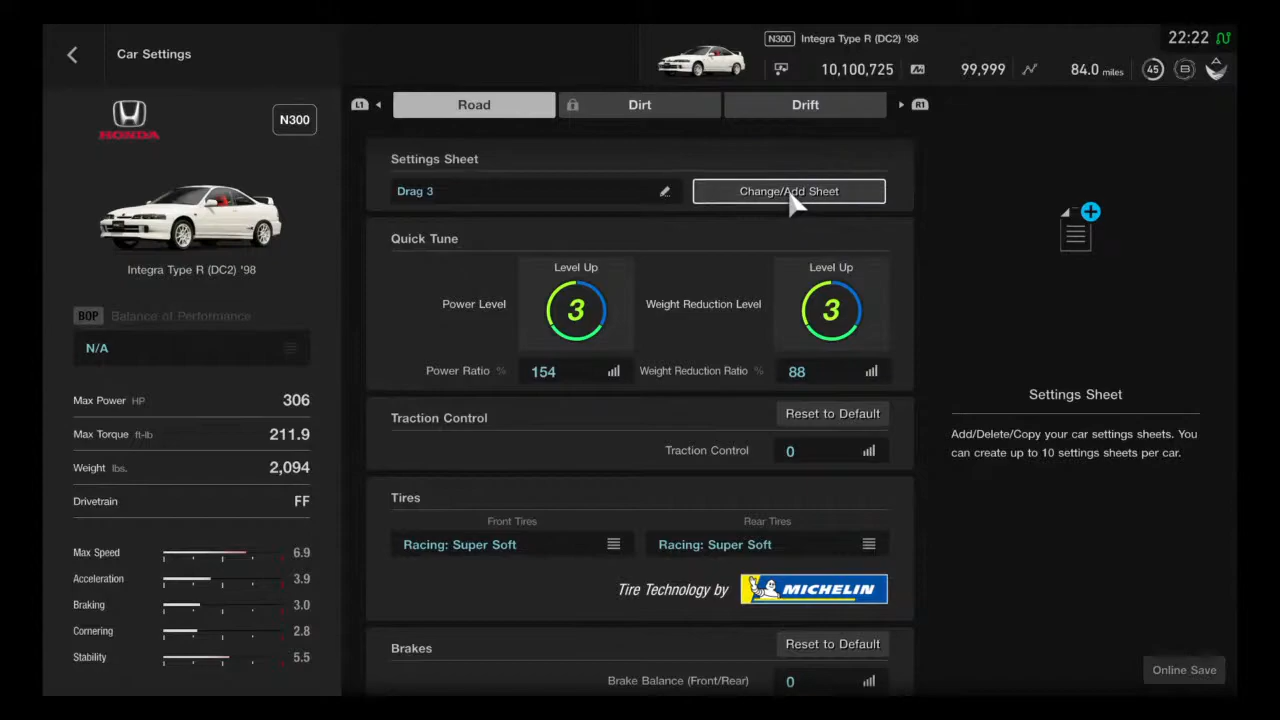 Car Settings
N300 Integra Type R (DC2) '98
22:22
10,100,725
99,999
84.0 miles
45
B
HONDA
N300
L1
Road
Dirt
Drift
R1
Settings Sheet
Drag 3
Change/Add Sheet
Integra Type R (DC2) '98
Quick Tune
Level Up
Level Up
Power Level
3
Weight Reduction Level
3
Power Ratio %
154
Weight Reduction Ratio %
88
BOP Balance of Performance
N/A
Max Power HP 306
Max Torque ft-lb 211.9
Weight lbs. 2,094
Drivetrain FF
Max Speed 6.9
Acceleration 3.9
Braking 3.0
Cornering 2.8
Stability 5.5
Traction Control
Reset to Default
Traction Control 0
Tires
Front Tires
Rear Tires
Racing: Super Soft
Racing: Super Soft
Tire Technology by MICHELIN
Brakes
Reset to Default
Brake Balance (Front/Rear) 0
Settings Sheet
Add/Delete/Copy your car settings sheets. You
can create up to 10 settings sheets per car.
Online Save